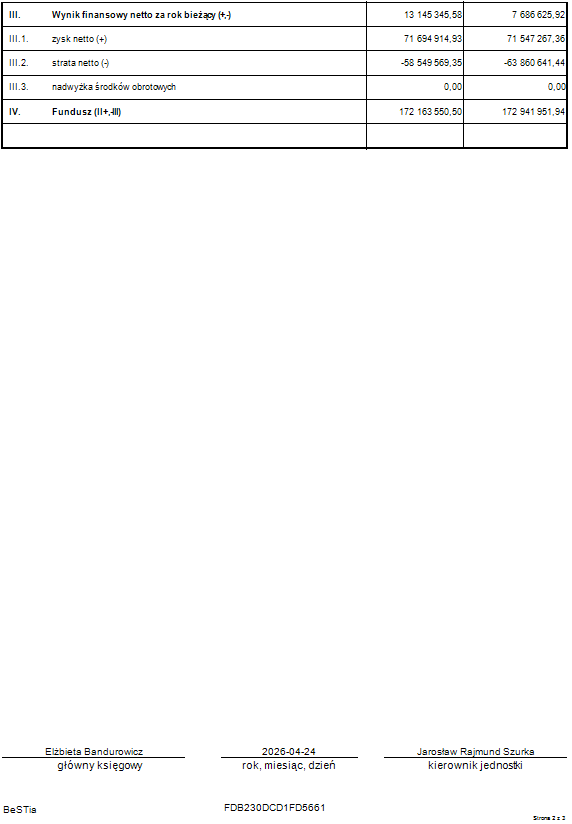 III. Wynik finansowy netto za rok bieżący (+,-) 13 145 345,58 7 686 625,92
III.1. zysk netto (+) 71 694 914,93 71 547 267,36
III.2. strata netto (-) -58 549 569,35 -63 860 641,44
III.3. nadwyżka środków obrotowych 0,00 0,00
IV. Fundusz (II+,-III) 172 163 550,50 172 941 951,94
Elżbieta Bandurowicz 2026-04-24 Jarosław Rajmund Szurka
główny księgowy rok, miesiąc, dzień kierownik jednostki
BeSTia FDB230DCD1FD5661
Strona 2 z 3